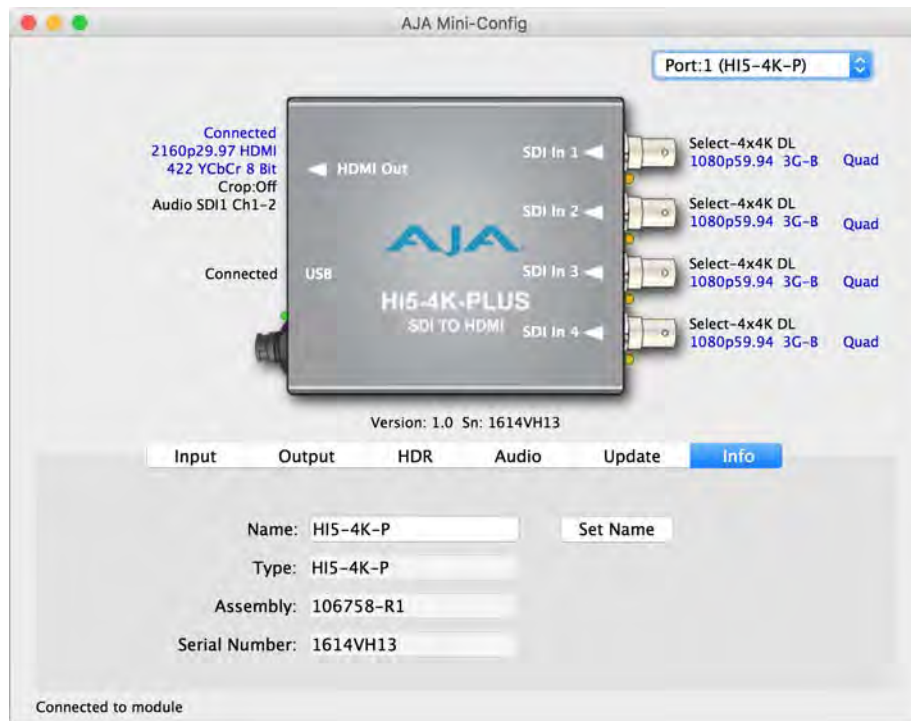 AJA Mini-Config
Port:1 (HI5-4K-P)
Connected
2160p29.97 HDMI
422 YCbCr 8 Bit
Crop:Off
Audio SDI1 Ch1-2
Connected
HDMI Out
USB
AJA
HI5-4K-PLUS
SDI TO HDMI
SDI In 1
SDI In 2
SDI In 3
SDI In 4
Select-4x4K DL
1080p59.94 3G-B Quad
Select-4x4K DL
1080p59.94 3G-B Quad
Select-4x4K DL
1080p59.94 3G-B Quad
Select-4x4K DL
1080p59.94 3G-B Quad
Version: 1.0 Sn: 1614VH13
Input Output HDR Audio Update Info
Name: HI5-4K-P Set Name
Type: HI5-4K-P
Assembly: 106758-R1
Serial Number: 1614VH13
Connected to module